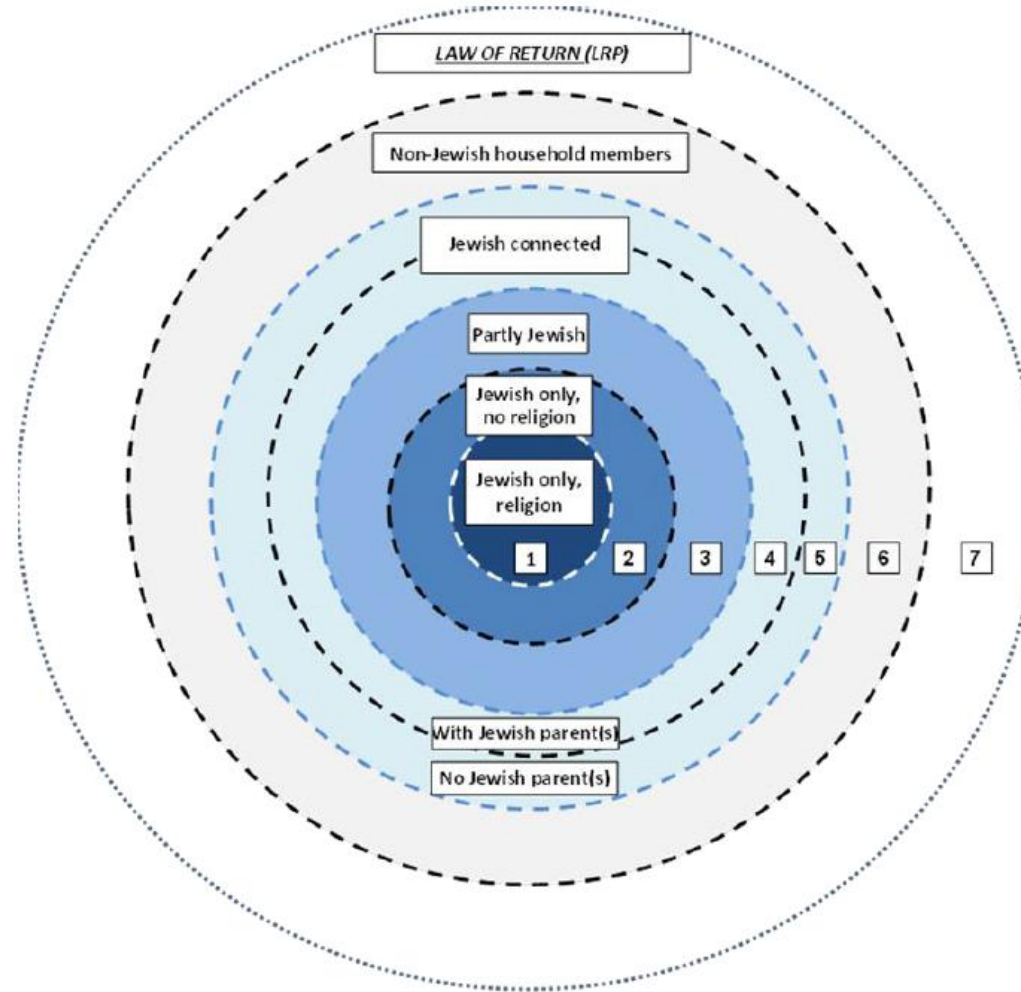 LAW OF RETURN (LRP)
Non-Jewish household members
Jewish connected
Partly Jewish
Jewish only,
no religion
Jewish only,
religion
1 2 3 4 5 6 7
With Jewish parent(s)
No Jewish parent(s)